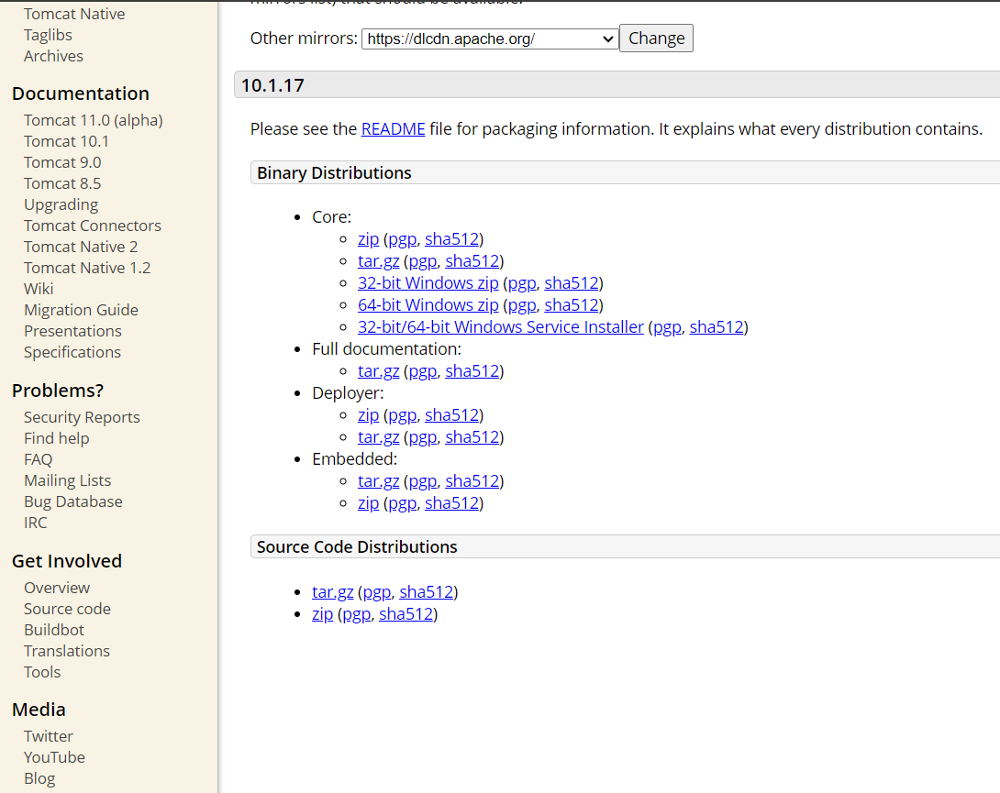 Tomcat Native
Taglibs
Archives
Documentation
Tomcat 11.0 (alpha)
Tomcat 10.1
Tomcat 9.0
Tomcat 8.5
Upgrading
Tomcat Connectors
Tomcat Native 2
Tomcat Native 1.2
Wiki
Migration Guide
Presentations
Specifications
Problems?
Security Reports
Find help
FAQ
Mailing Lists
Bug Database
IRC
Get Involved
Overview
Source code
Buildbot
Translations
Tools
Media
Twitter
YouTube
Blog
mirrors list) that should be available.
Other mirrors: https://dlcdn.apache.org/ Change
10.1.17
Please see the README file for packaging information. It explains what every distribution contains.
Binary Distributions
• Core:
zip (pgp, sha512)
tar.gz (pgp, sha512)
32-bit Windows zip (pgp, sha512)
64-bit Windows zip (pgp, sha512)
32-bit/64-bit Windows Service Installer (pgp, sha512)
• Full documentation:
tar.gz (pgp, sha512)
• Deployer:
zip (pgp, sha512)
tar.gz (pgp, sha512)
• Embedded:
tar.gz (pgp, sha512)
zip (pgp, sha512)
Source Code Distributions
• tar.gz (pgp, sha512)
• zip (pgp, sha512)